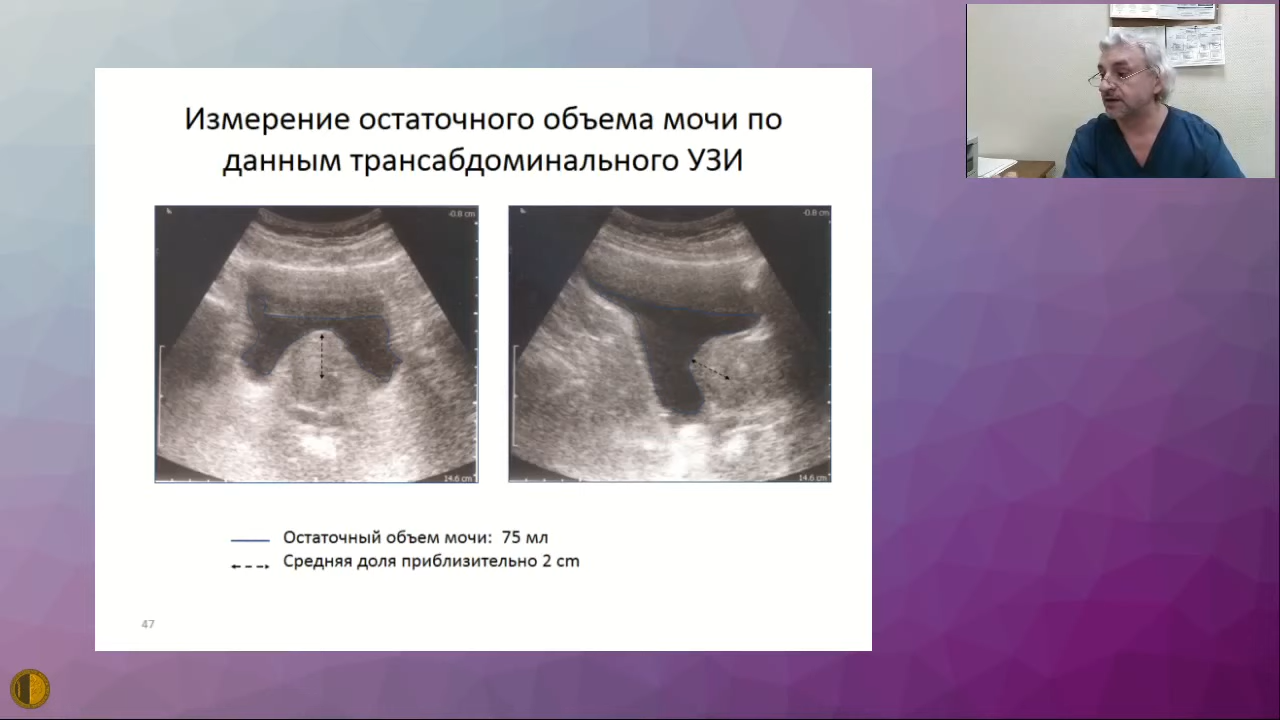 Измерение остаточного объема мочи по
данным трансабдоминального УЗИ
-0.8 cm
-0.8 cm
14.6 cm
14.6 cm
Остаточный объем мочи: 75 мл
Средняя доля приблизительно 2 cm
47